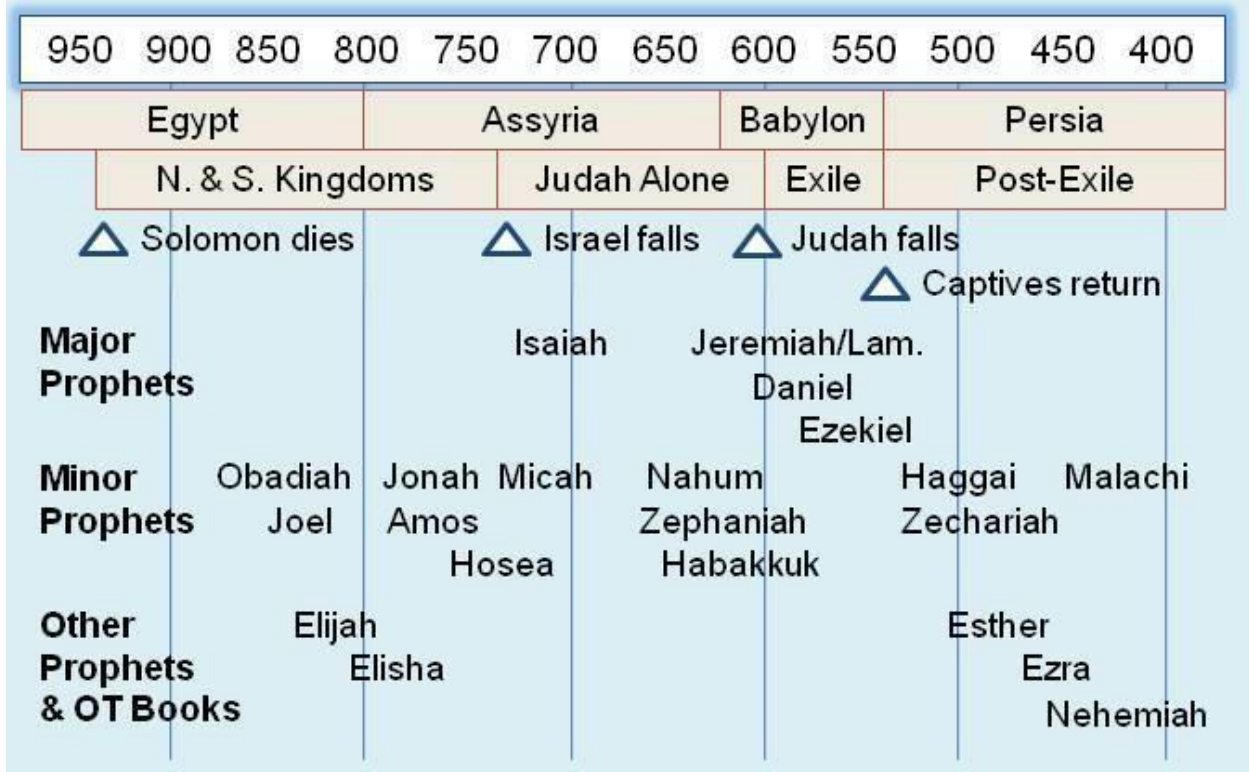 950 900 850 800 750 700 650 600 550 500 450 400
Egypt Assyria Babylon Persia
N. & S. Kingdoms Judah Alone Exile Post-Exile
Solomon dies Israel falls Judah falls
Captives return
Major Isaiah Jeremiah/Lam.
Prophets Daniel
Ezekiel
Minor Obadiah Jonah Micah Nahum Haggai Malachi
Prophets Joel Amos Zephaniah Zechariah
Hosea Habakkuk
Other Elijah Esther
Prophets Elisha Ezra
& OT Books Nehemiah